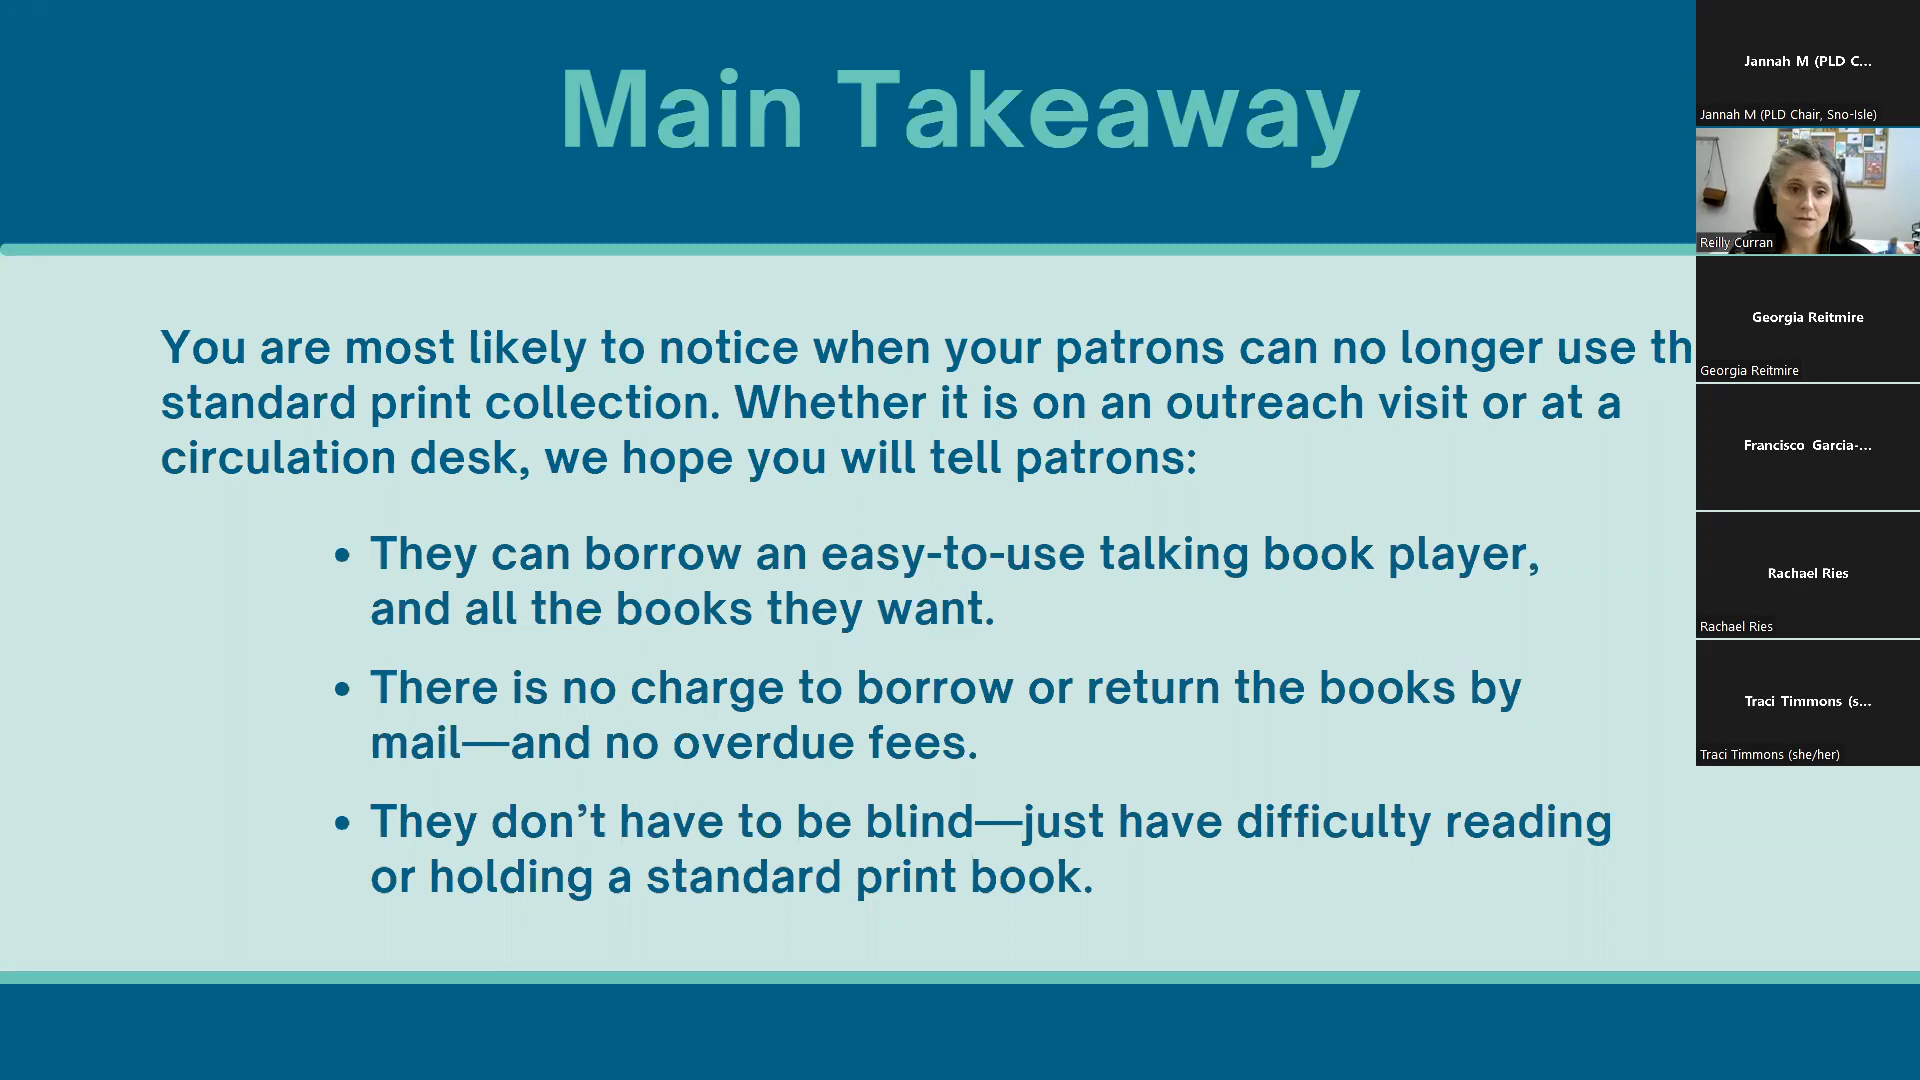 Main Takeaway
You are most likely to notice when your patrons can no longer use th
standard print collection. Whether it is on an outreach visit or at a
circulation desk, we hope you will tell patrons:
• They can borrow an easy-to-use talking book player,
and all the books they want.
• There is no charge to borrow or return the books by
mail—and no overdue fees.
• They don’t have to be blind—just have difficulty reading
or holding a standard print book.
Jannah M (PLD C...
Jannah M (PLD Chair, Sno-Isle)
Reilly Curran
Georgia Reitmire
Georgia Reitmire
Francisco Garcia-...
Rachael Ries
Rachael Ries
Traci Timmons (s...
Traci Timmons (she/her)